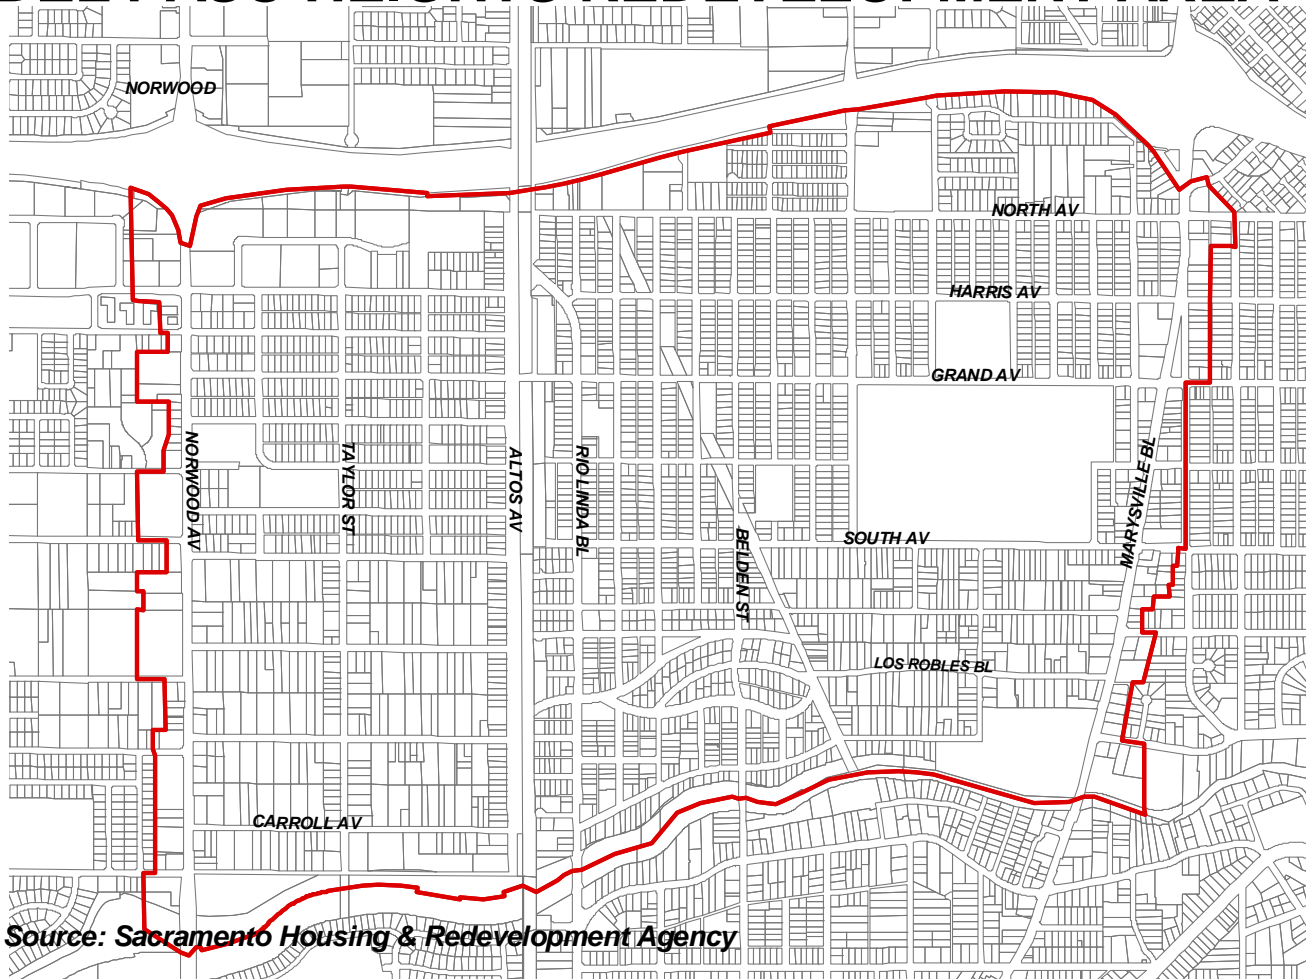 NORWOOD
NORTH AV
HARRIS AV
GRAND AV
NORWOOD AV
TAYLOR ST
ALTOS AV
RIO LINDA BL
MARYSVILLE BL
BELDEN ST
SOUTH AV
LOS ROBLES BL
CARROLL AV
Source: Sacramento Housing & Redevelopment Agency